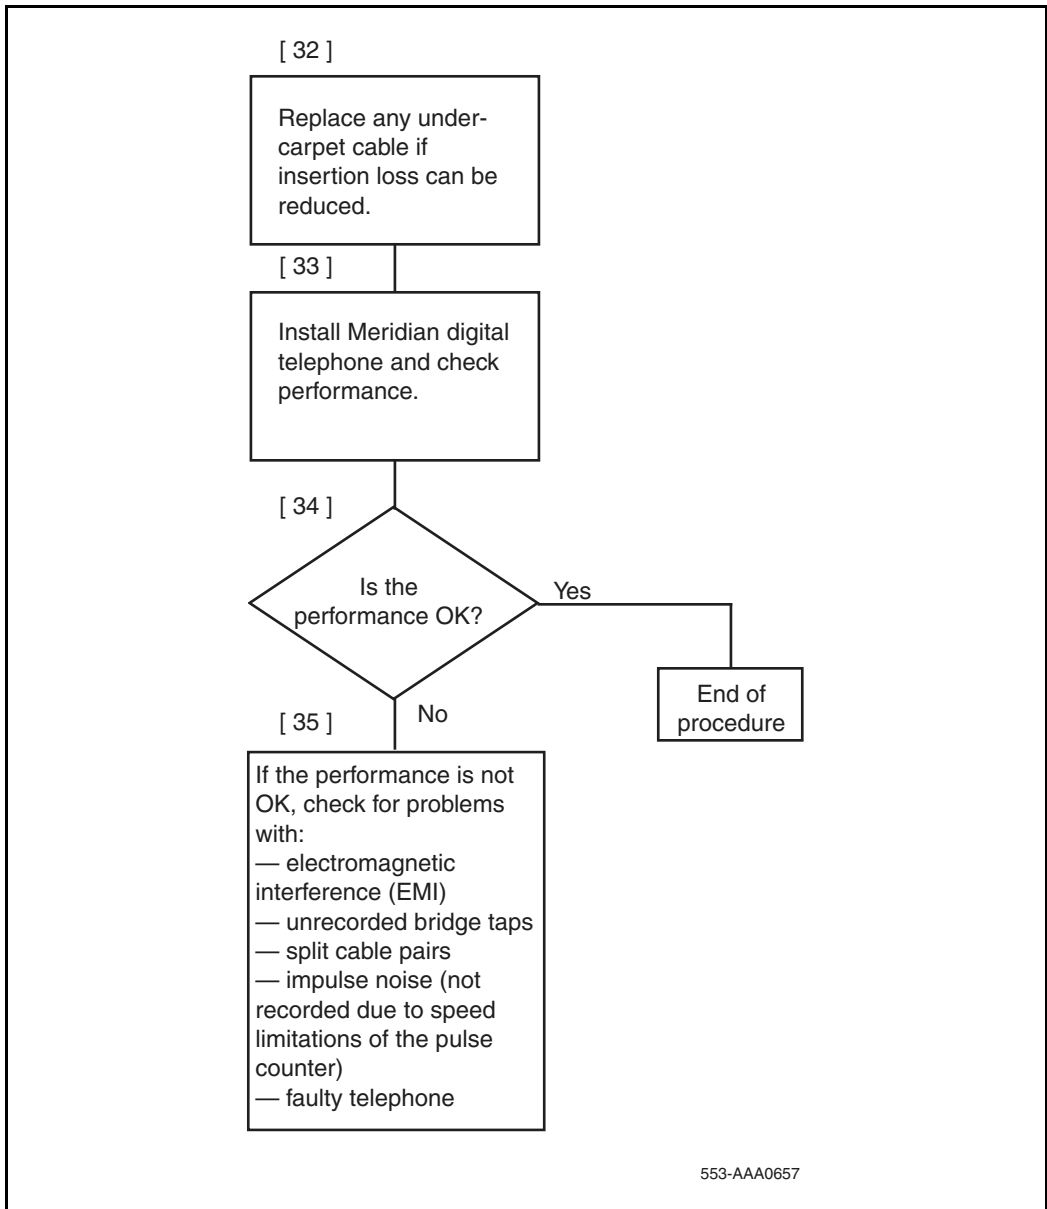 [ 32 ]
Replace any under-
carpet cable if
insertion loss can be
reduced.
[ 33 ]
Install Meridian digital
telephone and check
performance.
[ 34 ]
Is the
performance OK?
Yes
End of
procedure
No
[ 35 ]
If the performance is not
OK, check for problems
with:
— electromagnetic
interference (EMI)
— unrecorded bridge taps
— split cable pairs
— impulse noise (not
recorded due to speed
limitations of the pulse
counter)
— faulty telephone
553-AAA0657